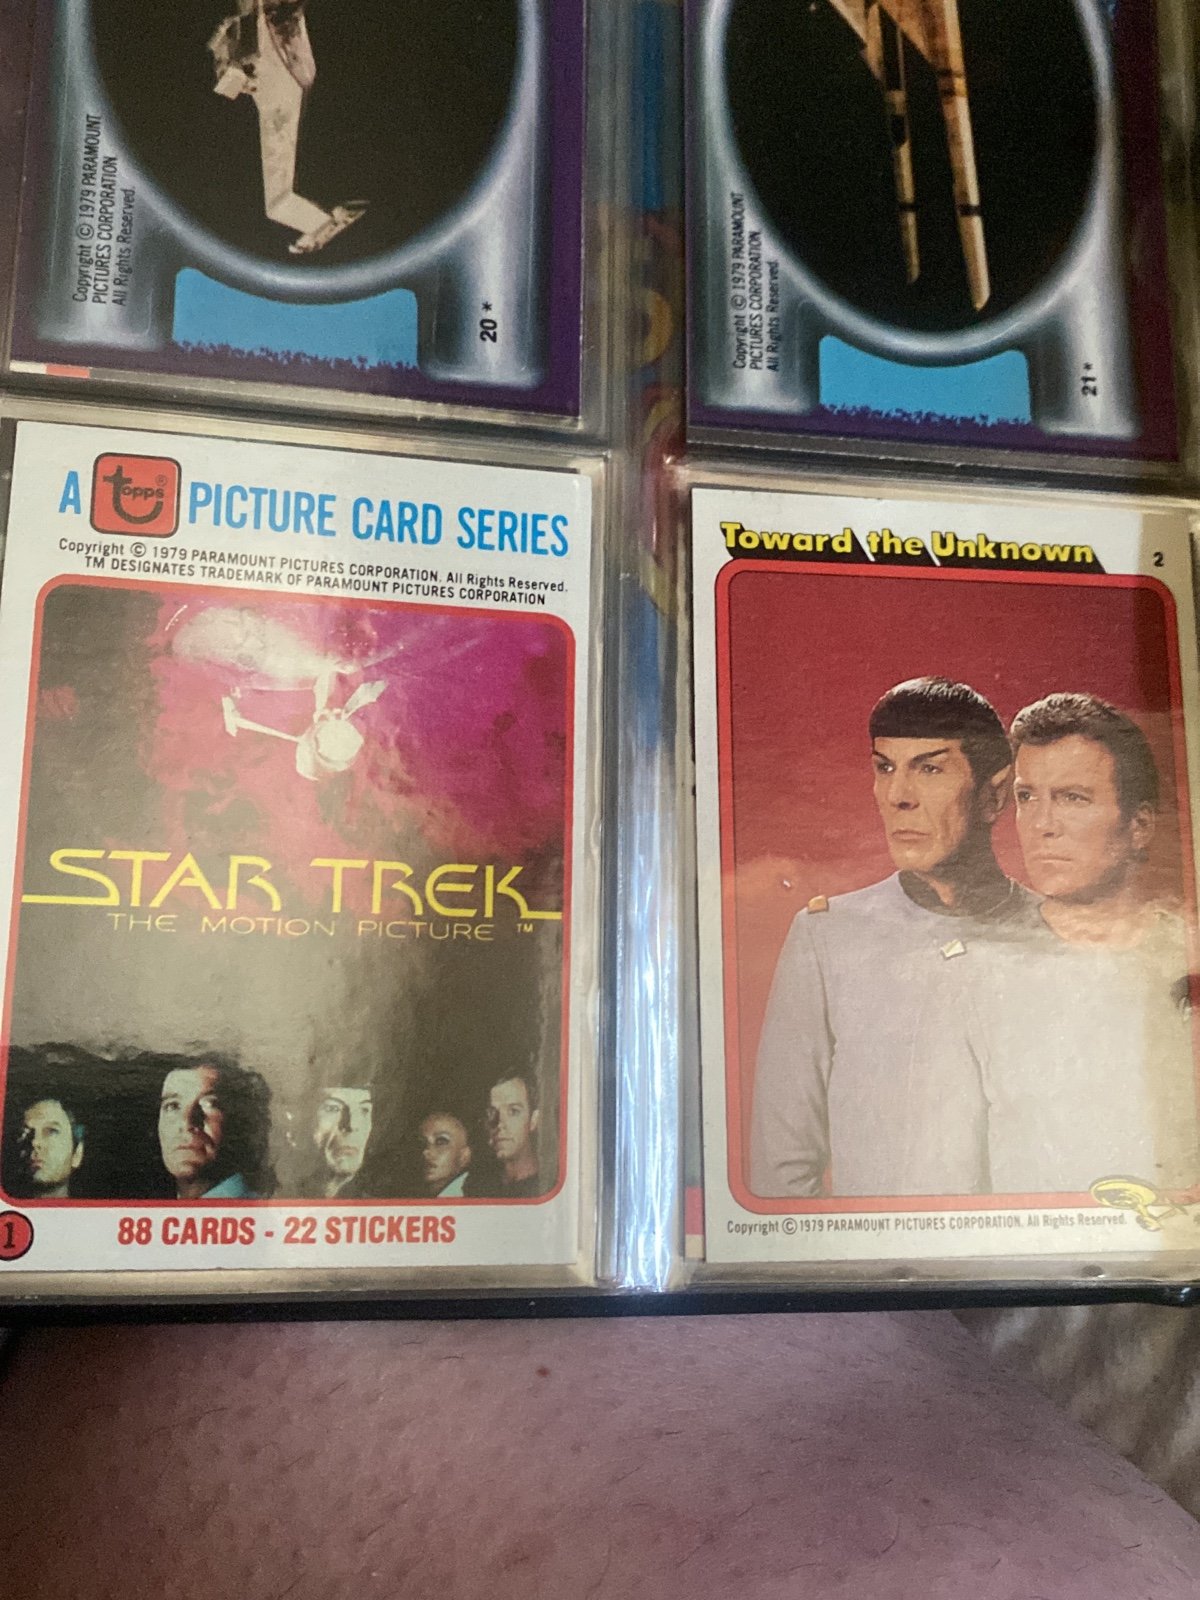 Copyright © 1979 PARAMOUNT
PICTURES CORPORATION
All Rights Reserved.
20 *
Copyright © 1979 PARAMOUNT
PICTURES CORPORATION.
All Rights Reserved.
21 *
A topps® PICTURE CARD SERIES
Copyright © 1979 PARAMOUNT PICTURES CORPORATION. All Rights Reserved.
TM DESIGNATES TRADEMARK OF PARAMOUNT PICTURES CORPORATION
STAR TREK
THE MOTION PICTURE ™
1
88 CARDS - 22 STICKERS
Toward the Unknown
2
Copyright © 1979 PARAMOUNT PICTURES CORPORATION. All Rights Reserved.